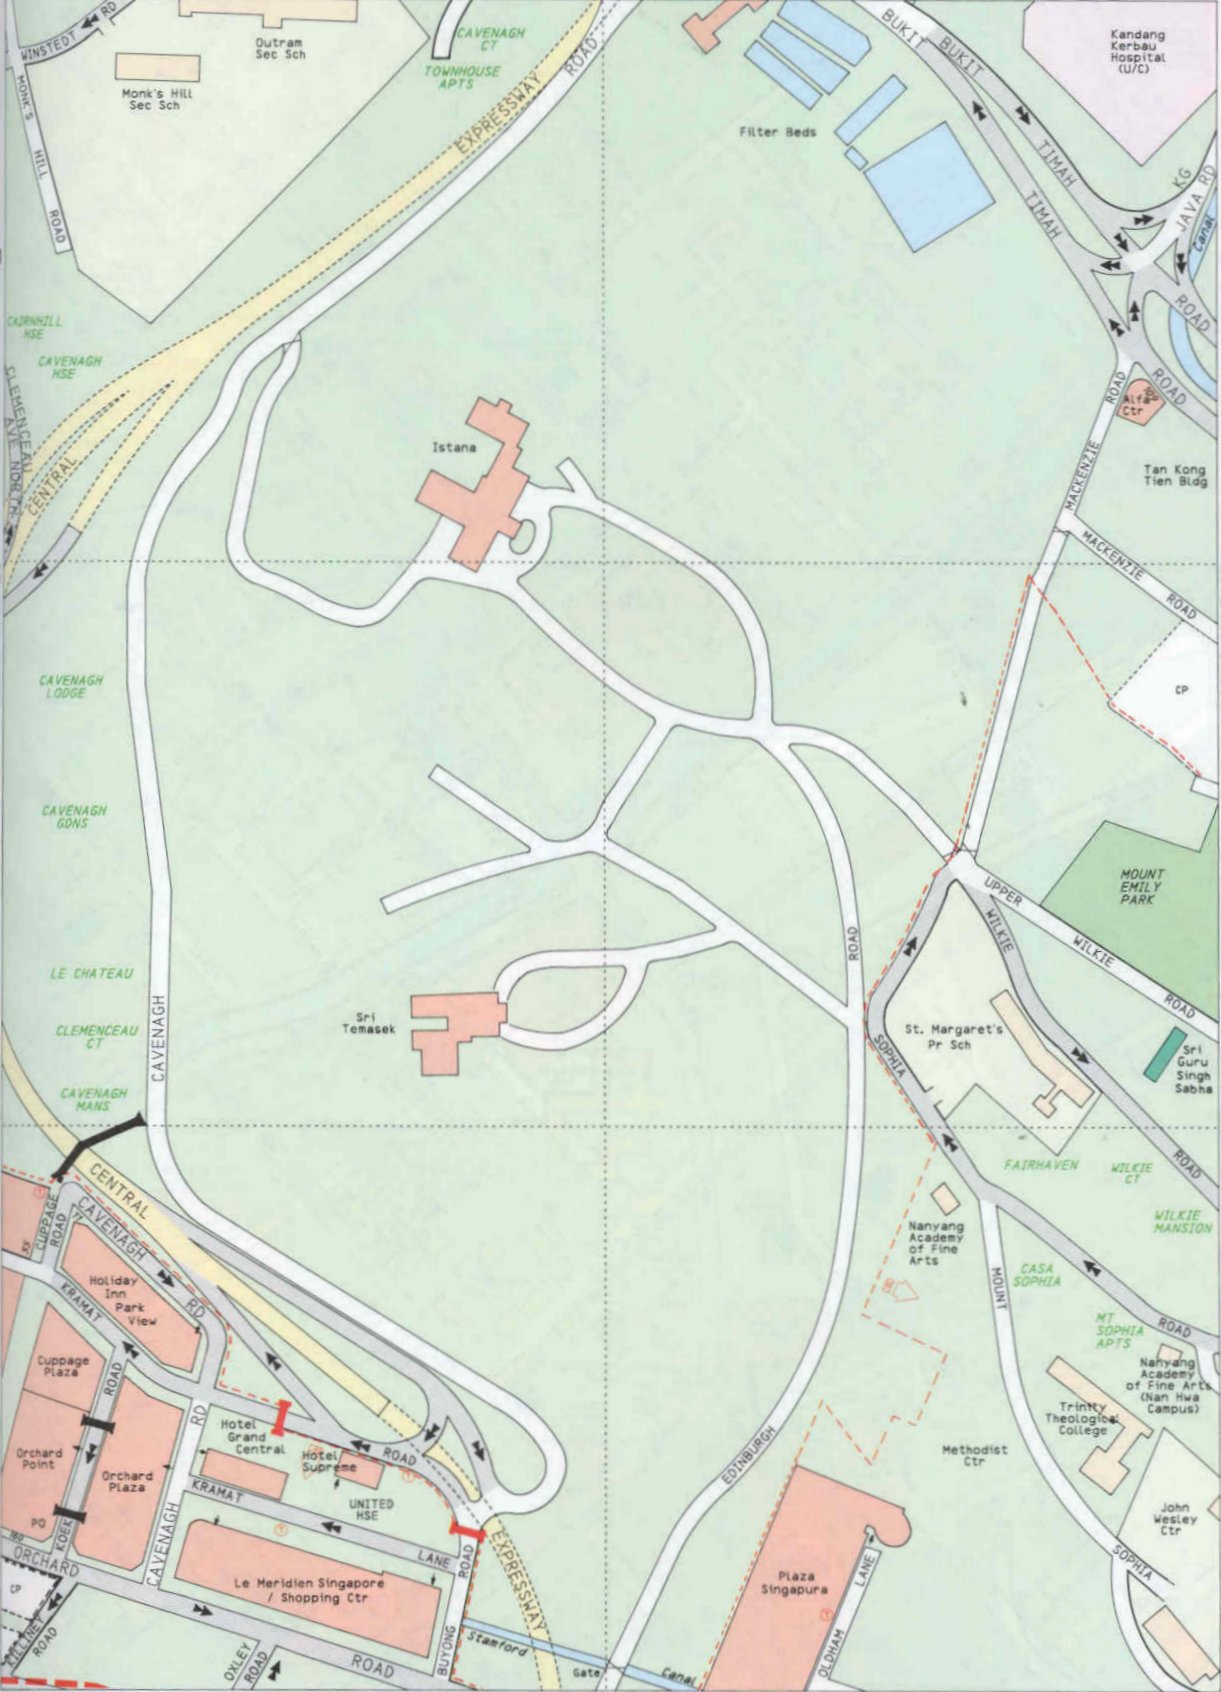 WINSTEDT RD
MONK'S HILL ROAD
Outram
Sec Sch
Monk's Hill
Sec Sch
CAVENAGH
CT
TOWNHOUSE
APTS
EXPRESSWAY
ROAD
Filter Beds
BUKIT
BUKIT
TIMAH
TIMAH
Kandang
Kerbau
Hospital
(U/C)
KG
JAVA RD
Canal
ROAD
ROAD
CAIRNHILL
HSE
CAVENAGH
HSE
CLEMENCEAU
AVE NORTH
CENTRAL
Istana
ROAD
Alfa
Ctr
MACKENZIE
Tan Kong
Tien Bldg
MACKENZIE
ROAD
CP
CAVENAGH
LODGE
CAVENAGH
GDNS
MOUNT
EMILY
PARK
UPPER
WILKIE
WILKIE
ROAD
ROAD
LE CHATEAU
CLEMENCEAU
CT
CAVENAGH
Sri
Temasek
SOPHIA
St. Margaret's
Pr Sch
Sri
Guru
Singh
Sabha
CAVENAGH
MANS
FAIRHAVEN
WILKIE
CT
ROAD
WILKIE
MANSION
CENTRAL
CUPPAGE
ROAD
55
77
CAVENAGH
RD
Holiday
Inn
Park
View
KRAMAT
Nanyang
Academy
of Fine
Arts
CASA
SOPHIA
MOUNT
MT
SOPHIA
APTS
ROAD
Nanyang
Academy
of Fine Arts
(Nan Hwa
Campus)
Cuppage
Plaza
ROAD
RD
Hotel
Grand
Central
Hotel
Supreme
ROAD
EDINBURGH
Trinity
Theological
College
Methodist
Ctr
Orchard
Point
Orchard
Plaza
KRAMAT
UNITED
HSE
LANE
PO
KOEK
CAVENAGH
160
ORCHARD
CP
ROAD
EXPRESSWAY
Le Meridien Singapore
/ Shopping Ctr
Plaza
Singapura
LANE
OLDHAM
John
Wesley
Ctr
SOPHIA
ROAD
OXLEY
ROAD
ROAD
BUYONG
Stamford
Gate
Canal